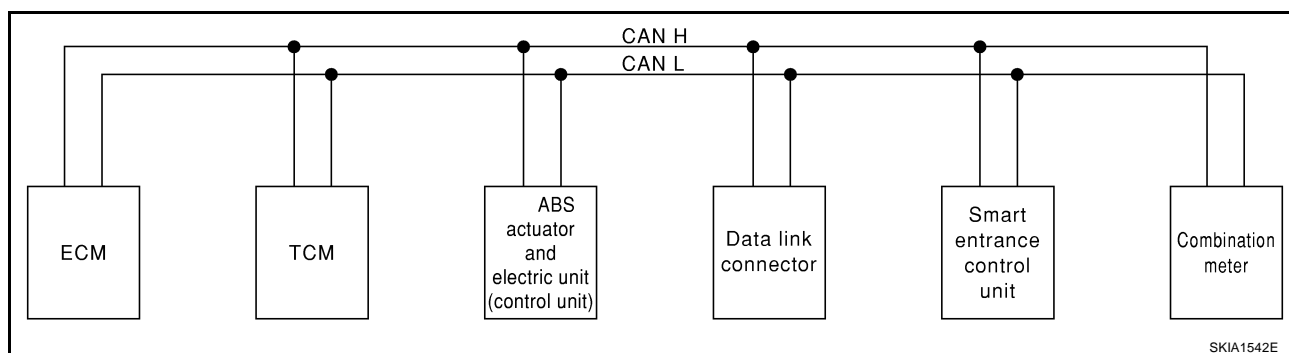 CAN H
CAN L
ECM
TCM
ABS
actuator
and
electric unit
(control unit)
Data link
connector
Smart
entrance
control
unit
Combination
meter
SKIA1542E